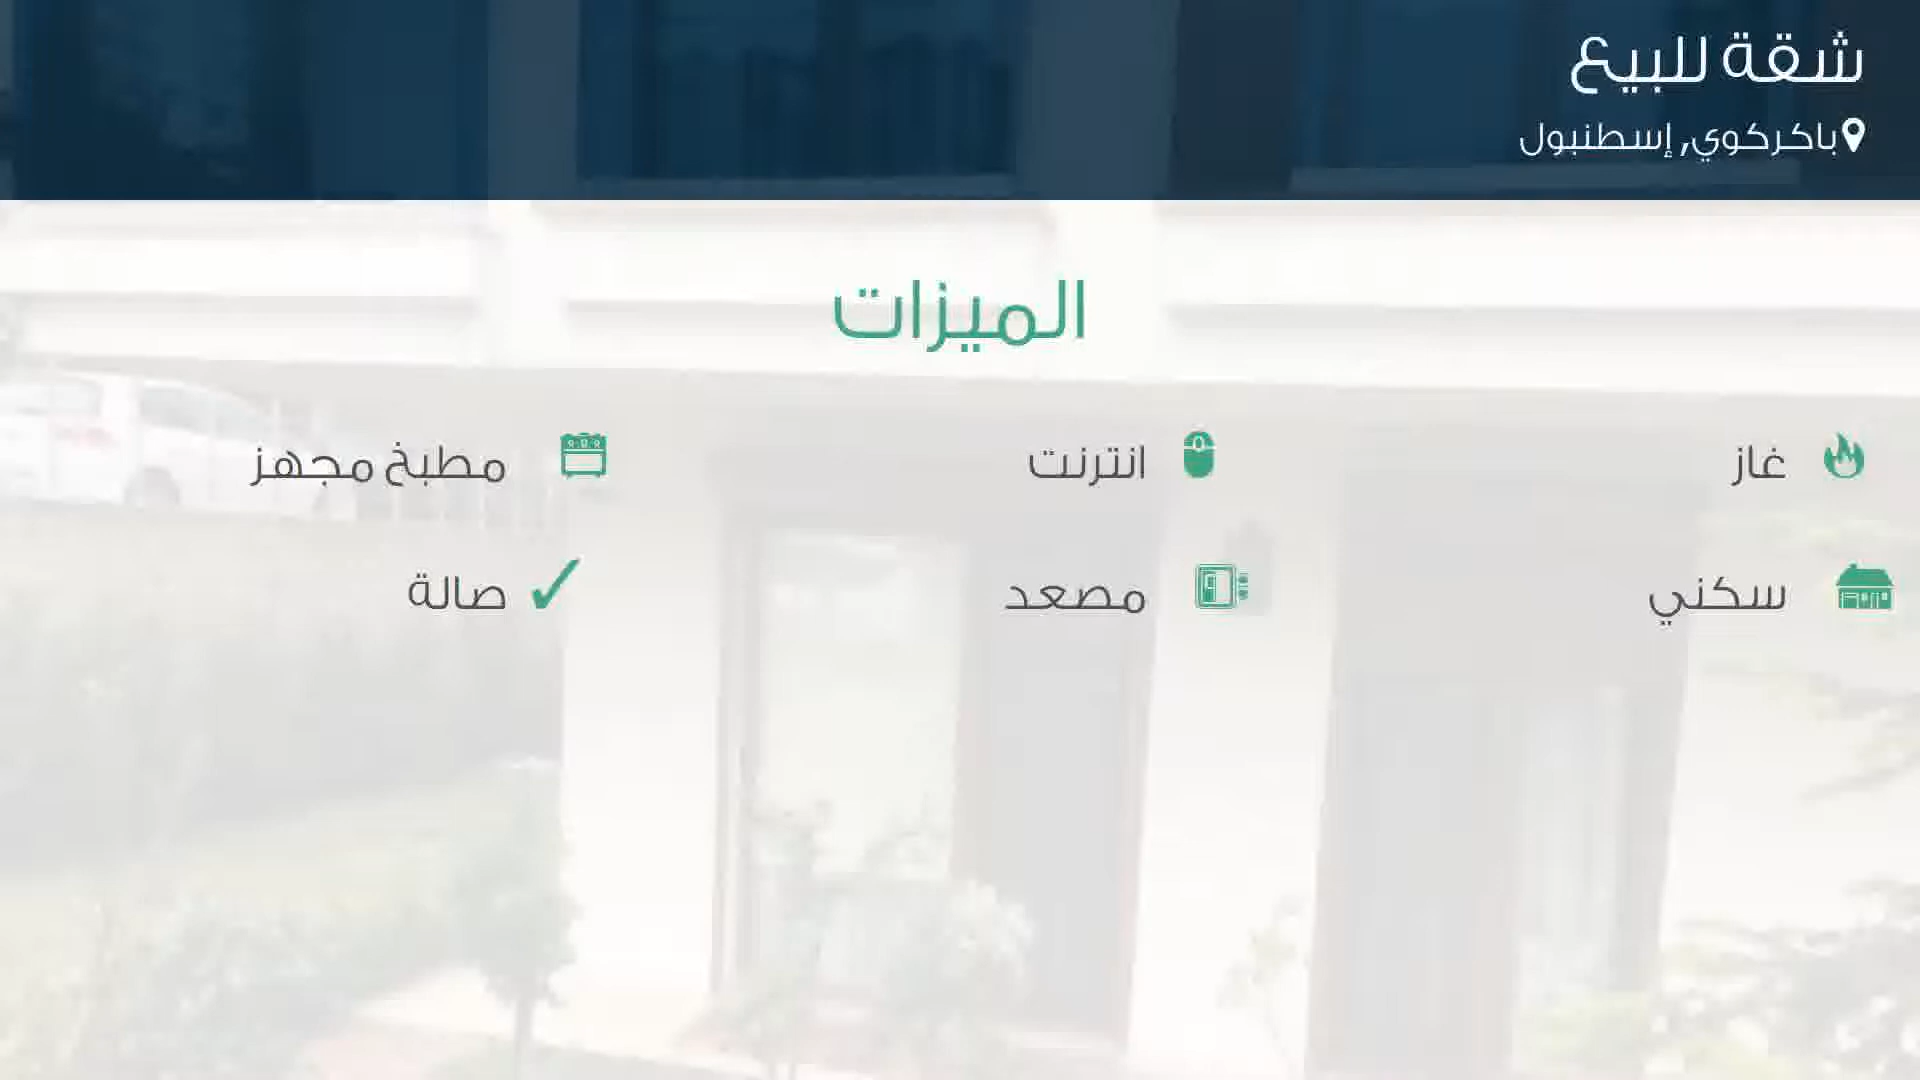 شقة للبيع
باكركوي, إسطنبول
الميزات
غاز
انترنت
مطبخ مجهز
سكني
مصعد
صالة